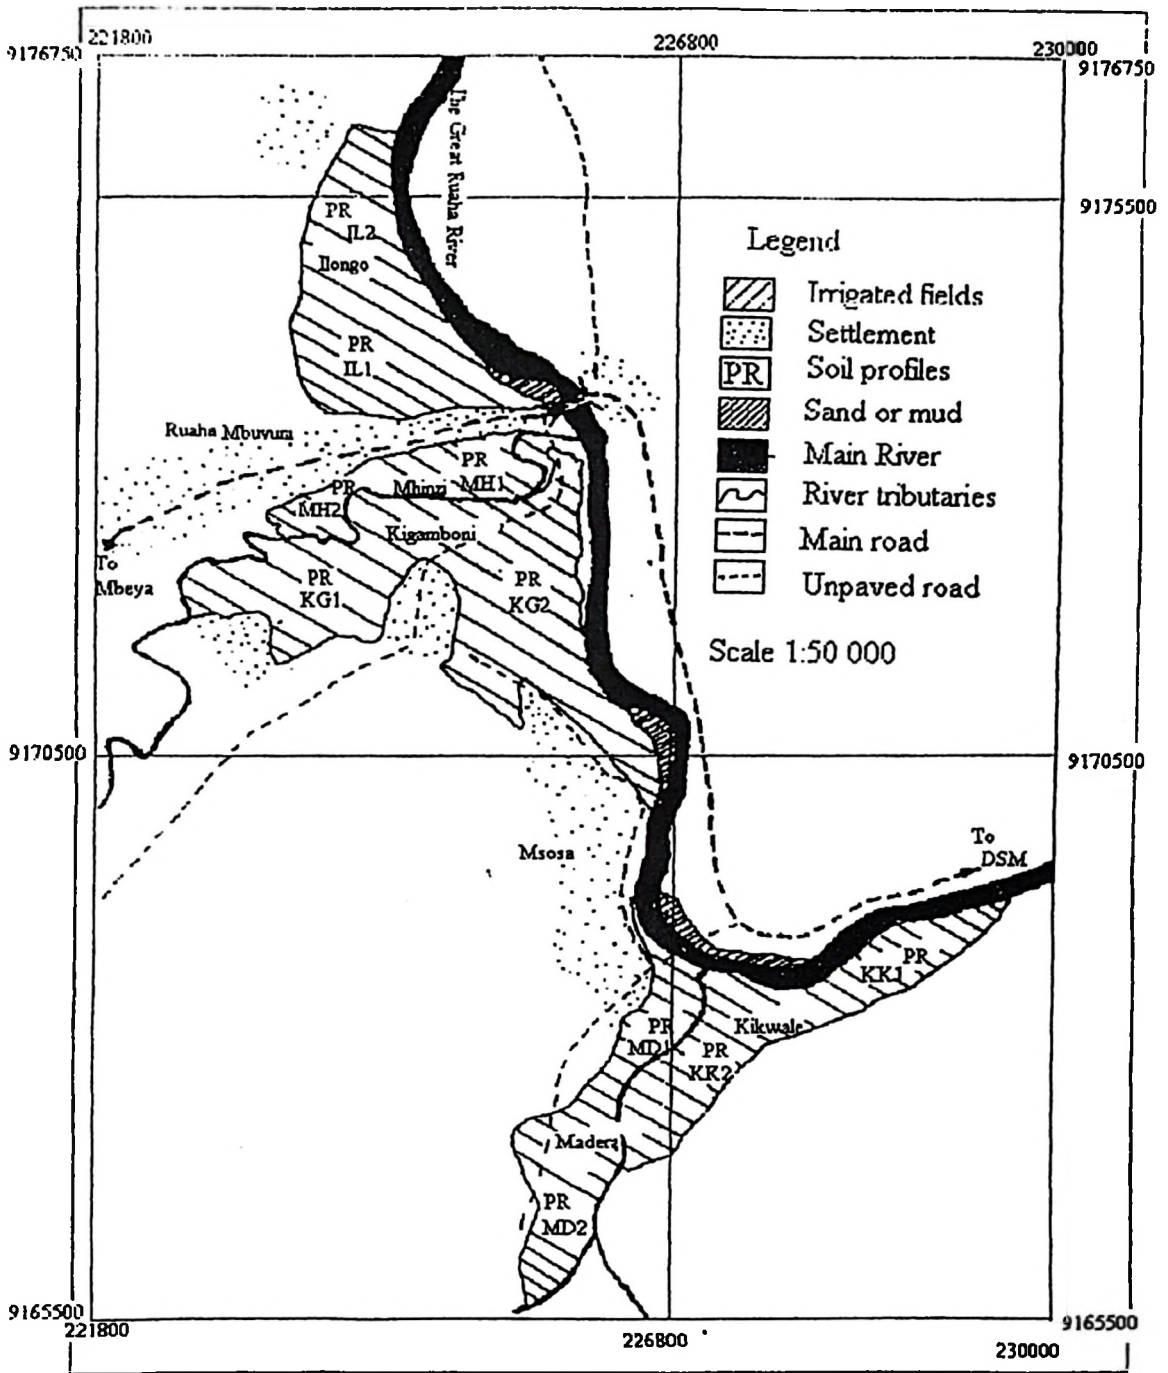 221800
226800
230000
9176750
9176750
The Great Ruaha River
9175500
PR
IL2
Ilongo
PR
IL1
Legend
Irrigated fields
Settlement
PR Soil profiles
Sand or mud
Main River
River tributaries
Main road
Unpaved road
Scale 1:50 000
Ruaha Mbuyuni
PR
MH1
PR
MH2
Mhinzi
Kigamboni
To
Mbeya
PR
KG1
PR
KG2
9170500
9170500
Msosa
To
DSM
PR
KK1
Kikwale
PR
MD1
PR
KK2
Madera
PR
MD2
9165500
9165500
221800
226800
230000